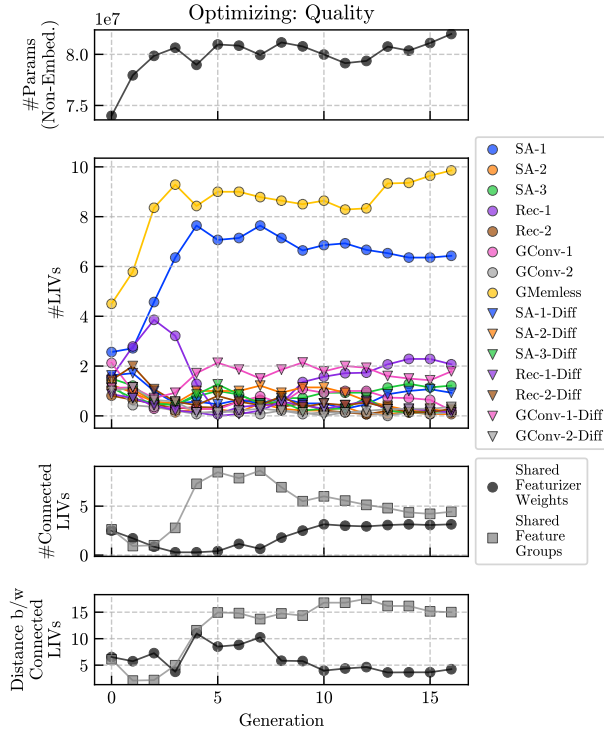 Optimizing: Quality
1e7
#Params
(Non-Embed.)
8.0
7.5
#LIVs
10
8
6
4
2
0
SA-1
SA-2
SA-3
Rec-1
Rec-2
GConv-1
GConv-2
GMemless
SA-1-Diff
SA-2-Diff
SA-3-Diff
Rec-1-Diff
Rec-2-Diff
GConv-1-Diff
GConv-2-Diff
#Connected
LIVs
5
0
Shared
Featurizer
Weights
Shared
Feature
Groups
Distance b/w
Connected
LIVs
15
10
5
0
5
10
15
Generation